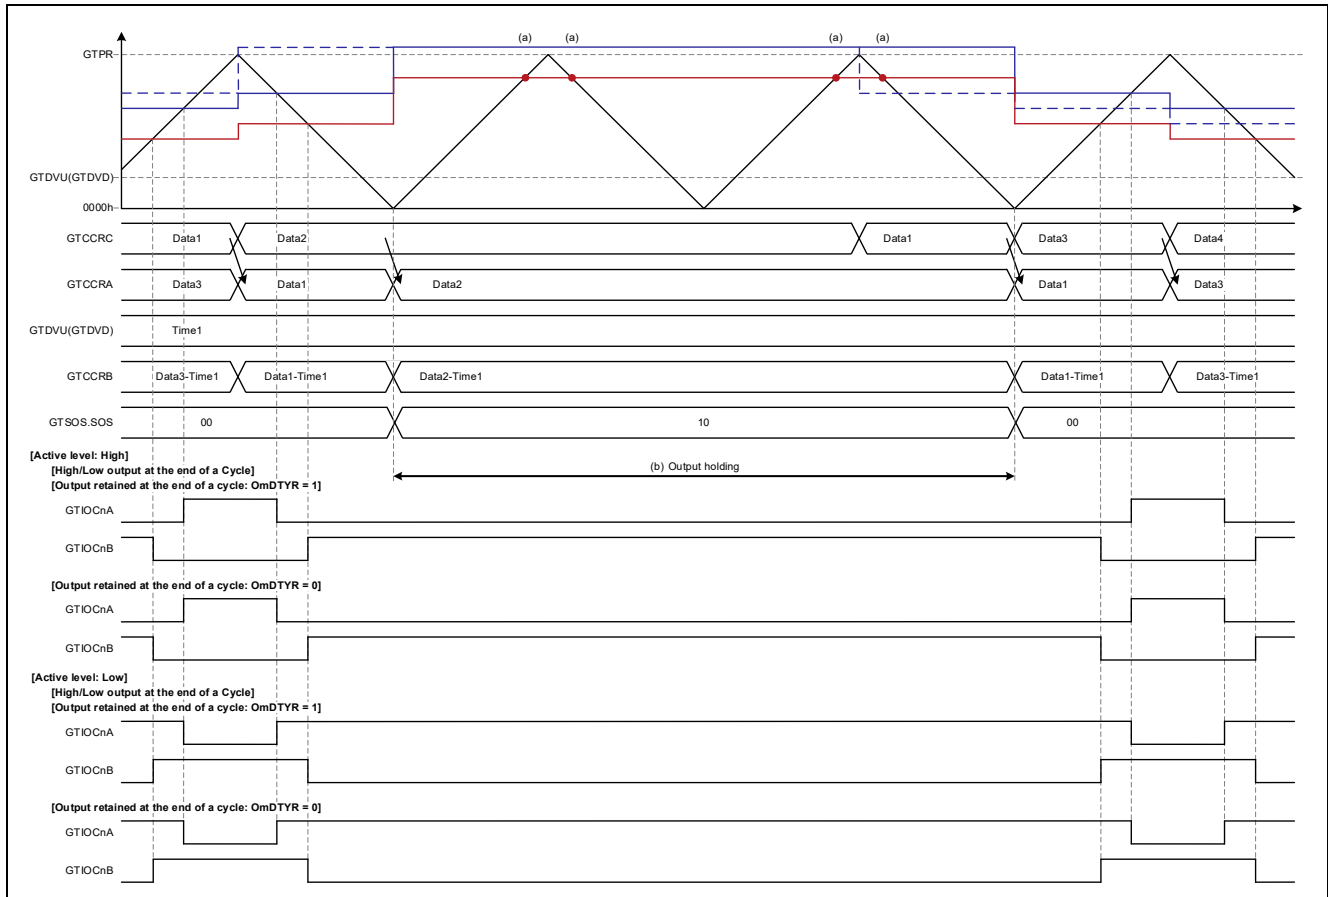 (a) (a) (a) (a)
GTPR
GTDVU(GTDVD)
0000h
GTCCRC Data1 Data2 Data1 Data3 Data4
GTCCRA Data3 Data1 Data2 Data1 Data3
GTDVU(GTDVD) Time1
GTCCRB Data3-Time1 Data1-Time1 Data2-Time1 Data1-Time1 Data3-Time1
GTSOS.SOS 00 10 00
[Active level: High]
(b) Output holding
[High/Low output at the end of a Cycle]
[Output retained at the end of a cycle: OmDTYR = 1]
GTIOCnA
GTIOCnB
[Output retained at the end of a cycle: OmDTYR = 0]
GTIOCnA
GTIOCnB
[Active level: Low]
[High/Low output at the end of a Cycle]
[Output retained at the end of a cycle: OmDTYR = 1]
GTIOCnA
GTIOCnB
[Output retained at the end of a cycle: OmDTYR = 0]
GTIOCnA
GTIOCnB